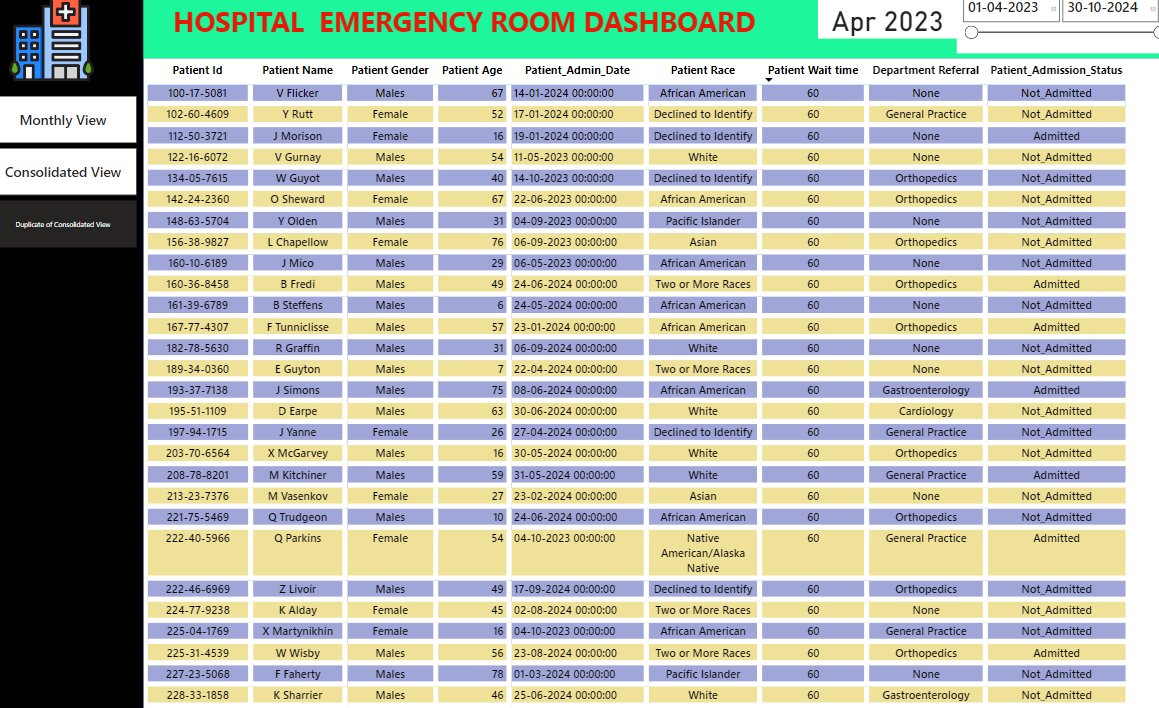 HOSPITAL  EMERGENCY ROOM DASHBOARD
Apr 2023
01-04-2023 30-10-2024
Monthly View
Consolidated View
Duplicate of Consolidated View
Patient Id Patient Name Patient Gender Patient Age Patient_Admin_Date Patient Race Patient Wait time Department Referral Patient_Admission_Status
100-17-5081 V Flicker Males 67 14-01-2024 00:00:00 African American 60 None Not_Admitted
102-60-4609 Y Rutt Female 52 17-01-2024 00:00:00 Declined to Identify 60 General Practice Not_Admitted
112-50-3721 J Morison Female 16 19-01-2024 00:00:00 Declined to Identify 60 None Admitted
122-16-6072 V Gurnay Males 54 11-05-2023 00:00:00 White 60 None Not_Admitted
134-05-7615 W Guyot Males 40 14-10-2023 00:00:00 Declined to Identify 60 Orthopedics Not_Admitted
142-24-2360 O Sheward Female 67 22-06-2023 00:00:00 African American 60 Orthopedics Not_Admitted
148-63-5704 Y Olden Males 31 04-09-2023 00:00:00 Pacific Islander 60 None Not_Admitted
156-38-9827 L Chapellow Female 76 06-09-2023 00:00:00 Asian 60 Orthopedics Not_Admitted
160-10-6189 J Mico Males 29 06-05-2023 00:00:00 African American 60 None Not_Admitted
160-36-8458 B Fredi Males 49 24-06-2023 00:00:00 Two or More Races 60 Orthopedics Admitted
161-39-6789 B Steffens Males 6 24-05-2024 00:00:00 African American 60 None Not_Admitted
167-77-4307 F Tunniclisse Males 57 23-01-2024 00:00:00 African American 60 Orthopedics Admitted
182-78-5630 R Graffin Males 31 06-09-2024 00:00:00 White 60 None Not_Admitted
189-34-0360 E Guyton Males 7 22-04-2024 00:00:00 Two or More Races 60 None Not_Admitted
193-37-7138 J Simons Males 75 08-06-2024 00:00:00 African American 60 Gastroenterology Admitted
195-51-1109 D Earpe Males 63 30-06-2024 00:00:00 White 60 Cardiology Not_Admitted
197-94-1715 J Yanne Female 26 27-04-2024 00:00:00 Declined to Identify 60 General Practice Not_Admitted
203-70-6564 X McGarvey Males 16 30-05-2024 00:00:00 White 60 Orthopedics Not_Admitted
208-78-8201 M Kitchiner Males 59 31-05-2024 00:00:00 White 60 General Practice Admitted
213-23-7376 M Vasenkov Female 27 23-02-2024 00:00:00 Asian 60 None Not_Admitted
221-75-5469 Q Trudgeon Males 10 24-06-2024 00:00:00 African American 60 Orthopedics Not_Admitted
222-40-5966 Q Parkins Female 54 04-10-2023 00:00:00 Native 60 General Practice Admitted
American/Alaska
Native
222-46-6969 Z Livoir Males 49 17-09-2024 00:00:00 Declined to Identify 60 Orthopedics Not_Admitted
224-77-9238 K Alday Female 45 02-08-2024 00:00:00 Two or More Races 60 None Not_Admitted
225-04-1769 X Martynikhin Female 16 04-10-2023 00:00:00 African American 60 General Practice Not_Admitted
225-31-4539 W Wisby Males 56 23-08-2024 00:00:00 Two or More Races 60 Orthopedics Admitted
227-23-5068 F Faherty Males 78 01-03-2024 00:00:00 Pacific Islander 60 None Not_Admitted
228-33-1858 K Sharrier Males 46 25-06-2024 00:00:00 White 60 Gastroenterology Not_Admitted